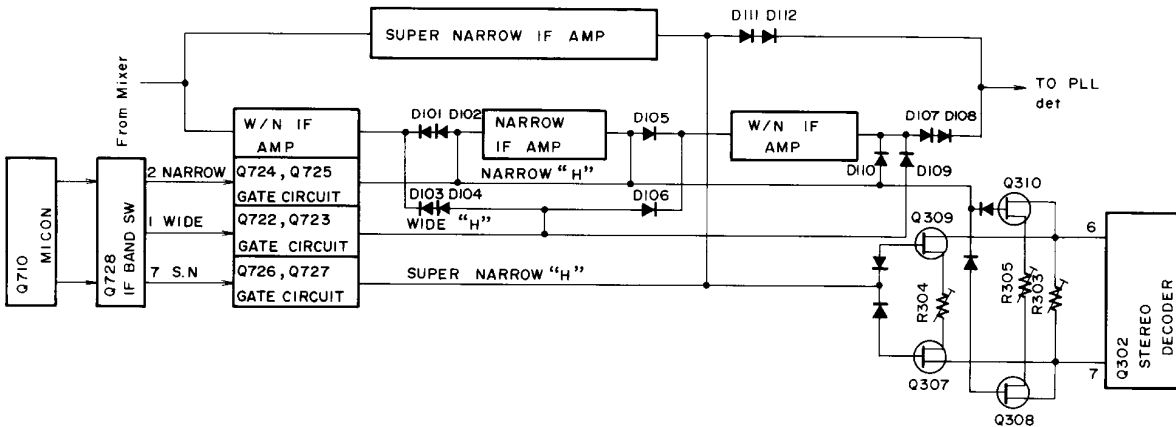 D111 D112
SUPER NARROW IF AMP
From Mixer
TO PLL
det
D101 D102
D105
D107 D108
W/N IF
AMP
NARROW
IF AMP
W/N IF
AMP
2 NARROW
Q724, Q725
GATE CIRCUIT
NARROW "H"
D110
D109
D103 D104
D106
Q310
1 WIDE
Q722, Q723
GATE CIRCUIT
WIDE "H"
Q309
6
Q710 MICON
Q728
IF BAND SW
7 S.N
Q726, Q727
GATE CIRCUIT
SUPER NARROW "H"
R304
R305
R303
Q302
STEREO
DECODER
7
Q307
Q308